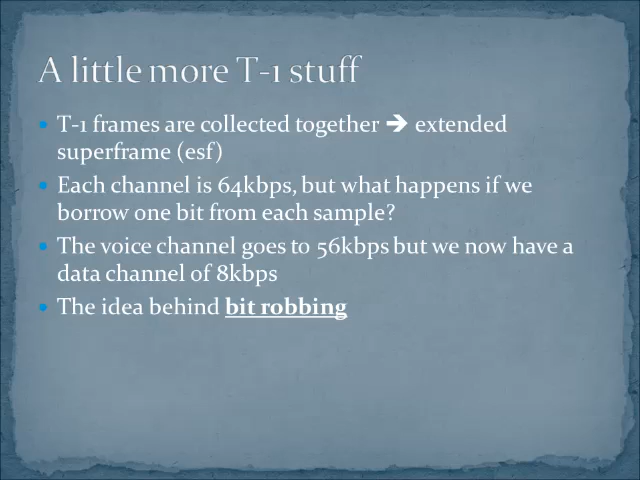 A little more T-1 stuff
• T-1 frames are collected together 🡲 extended
superframe (esf)
• Each channel is 64kbps, but what happens if we
borrow one bit from each sample?
• The voice channel goes to 56kbps but we now have a
data channel of 8kbps
• The idea behind bit robbing